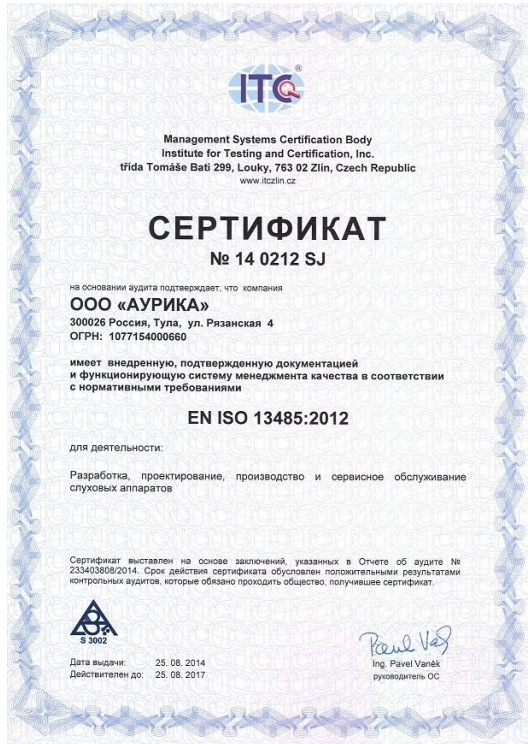 ITC ®
Management Systems Certification Body
Institute for Testing and Certification, Inc.
třída Tomáše Bati 299, Louky, 763 02 Zlín, Czech Republic
www.itczlin.cz
СЕРТИФИКАТ
№ 14 0212 SJ
на основании аудита подтверждает, что компания
ООО «АУРИКА»
300026 Россия, Тула, ул. Рязанская 4
ОГРН: 1077154000660
имеет внедренную, подтвержденную документацией
и функционирующую систему менеджмента качества в соответствии
с нормативными требованиями
EN ISO 13485:2012
для деятельности:
Разработка, проектирование, производство и сервисное обслуживание
слуховых аппаратов
Сертификат выставлен на основе заключений, указанных в Отчете об аудите №
233403808/2014. Срок действия сертификата обусловлен положительными результатами
контрольных аудитов, которые обязано проходить общество, получившее сертификат.
S 3002
Дата выдачи: 25. 08. 2014
Действителен до: 25. 08. 2017
Ing. Pavel Vaněk
руководитель ОС